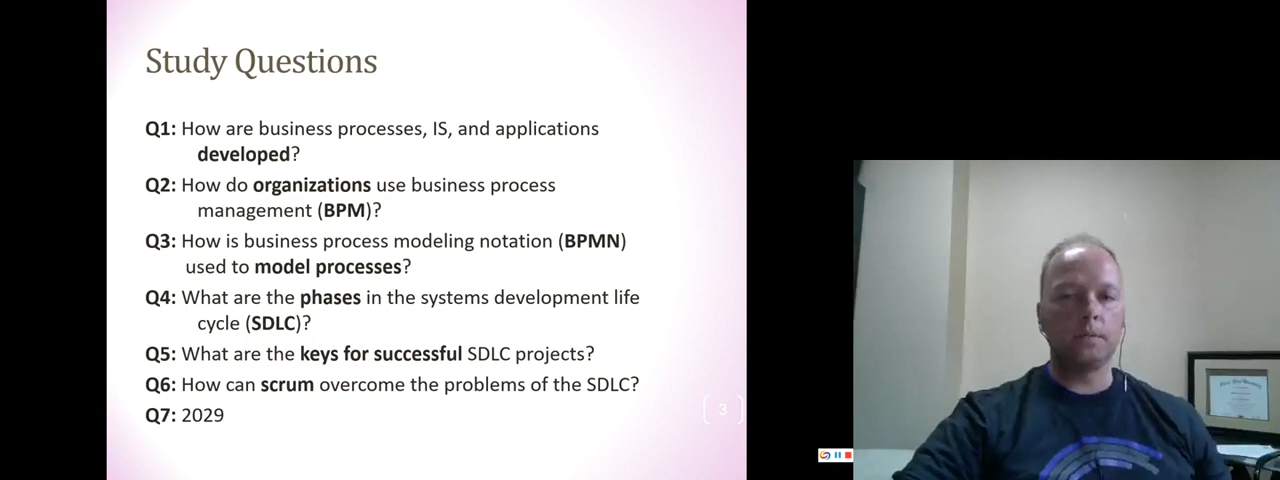 Study Questions
Q1: How are business processes, IS, and applications
developed?
Q2: How do organizations use business process
management (BPM)?
Q3: How is business process modeling notation (BPMN)
used to model processes?
Q4: What are the phases in the systems development life
cycle (SDLC)?
Q5: What are the keys for successful SDLC projects?
Q6: How can scrum overcome the problems of the SDLC?
Q7: 2029
3